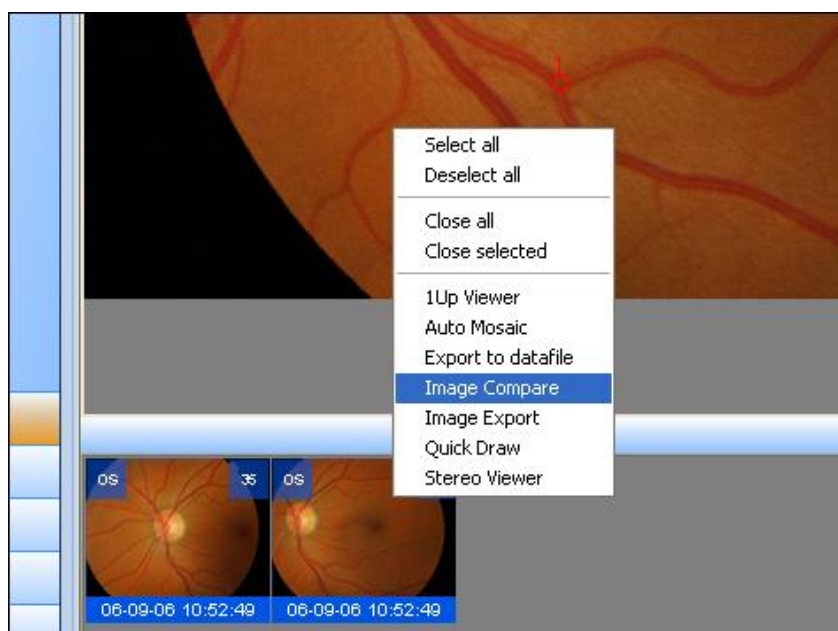 Select all
Deselect all
Close all
Close selected
1Up Viewer
Auto Mosaic
Export to datafile
Image Compare
Image Export
Quick Draw
Stereo Viewer
OS 36 OS
06-09-06 10:52:49 06-09-06 10:52:49